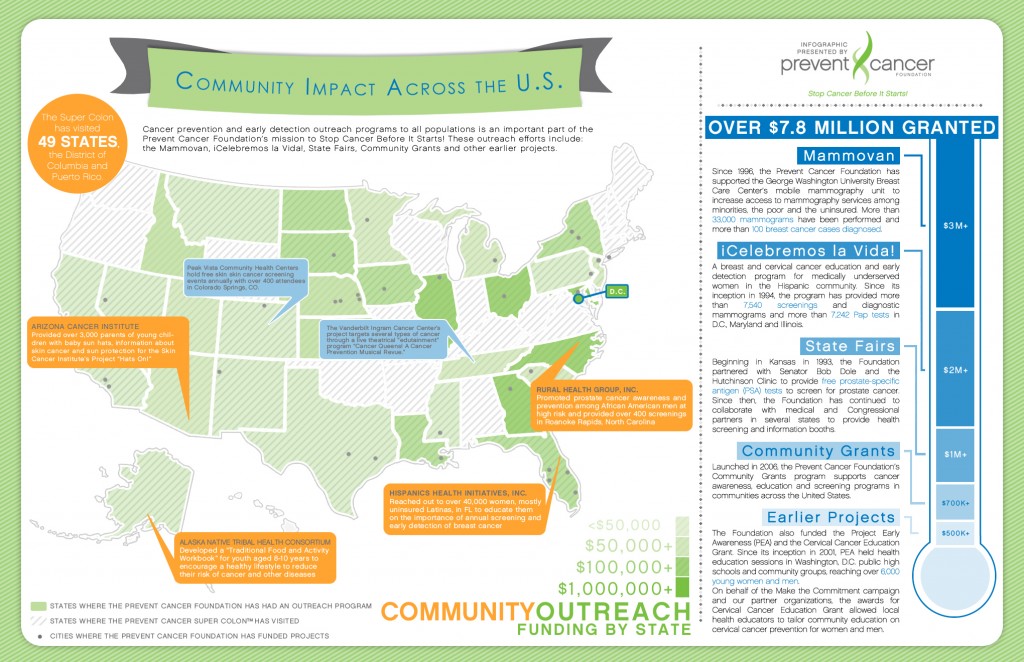 COMMUNITY IMPACT ACROSS THE U.S.
The Super Colon
has visited
49 STATES,
the District of
Columbia and
Puerto Rico.
Cancer prevention and early detection outreach programs to all populations is an important part of the
Prevent Cancer Foundation's mission to Stop Cancer Before It Starts! These outreach efforts include:
the Mammovan, iCelebremos la Vida!, State Fairs, Community Grants and other earlier projects.
Peak Vista Community Health Centers
hold free skin skin cancer screening
events annually with over 400 attendees
in Colorado Springs, CO.
D.C.
ARIZONA CANCER INSTITUTE
Provided over 3,000 parents of young chil-
dren with baby sun hats, information about
skin cancer and sun protection for the Skin
Cancer Institute's Project "Hats On!"
The Vanderbilt Ingram Cancer Center's
project targets several types of cancer
through a live theatrical "edutainment"
program "Cancer Queens! A Cancer
Prevention Musical Revue."
RURAL HEALTH GROUP, INC.
Promoted prostate cancer awareness and
prevention among African American men at
high risk and provided over 400 screenings
in Roanoke Rapids, North Carolina
HISPANICS HEALTH INITIATIVES, INC.
Reached out to over 40,000 women, mostly
uninsured Latinas, in FL to educate them
on the importance of annual screening and
early detection of breast cancer
ALASKA NATIVE TRIBAL HEALTH CONSORTIUM
Developed a "Traditional Food and Activity
Workbook" for youth aged 8-10 years to
encourage a healthy lifestyle to reduce
their risk of cancer and other diseases
<$50,000
$50,000+
$100,000+
$1,000,000+
COMMUNITYOUTREACH
FUNDING BY STATE
STATES WHERE THE PREVENT CANCER FOUNDATION HAS HAD AN OUTREACH PROGRAM
STATES WHERE THE PREVENT CANCER SUPER COLON™ HAS VISITED
CITIES WHERE THE PREVENT CANCER FOUNDATION HAS FUNDED PROJECTS
INFOGRAPHIC
PRESENTED BY
prevent cancer
FOUNDATION
Stop Cancer Before It Starts!
OVER $7.8 MILLION GRANTED
Mammovan
Since 1996, the Prevent Cancer Foundation has
supported the George Washington University Breast
Care Center's mobile mammography unit to
increase access to mammography services among
minorities, the poor and the uninsured. More than
33,000 mammograms have been performed and
more than 100 breast cancer cases diagnosed.
$3M+
iCelebremos la Vida!
A breast and cervical cancer education and early
detection program for medically underserved
women in the Hispanic community. Since its
inception in 1994, the program has provided more
than 7,540 screenings and diagnostic
mammograms and more than 7,242 Pap tests in
D.C., Maryland and Illinois.
$2M+
State Fairs
Beginning in Kansas in 1993, the Foundation
partnered with Senator Bob Dole and the
Hutchinson Clinic to provide free prostate-specific
antigen (PSA) tests to screen for prostate cancer.
Since then, the Foundation has continued to
collaborate with medical and Congressional
partners in several states to provide health
screening and information booths.
$1M+
Community Grants
Launched in 2006, the Prevent Cancer Foundation's
Community Grants program supports cancer
awareness, education and screening programs in
communities across the United States.
$700K+
Earlier Projects
The Foundation also funded the Project Early
Awareness (PEA) and the Cervical Cancer Education
Grant. Since its inception in 2001, PEA held health
education sessions in Washington, D.C. public high
schools and community groups, reaching over 6,000
young women and men.
On behalf of the Make the Commitment campaign
and our partner organizations, the awards for
Cervical Cancer Education Grant allowed local
health educators to tailor community education on
cervical cancer prevention for women and men.
$500K+